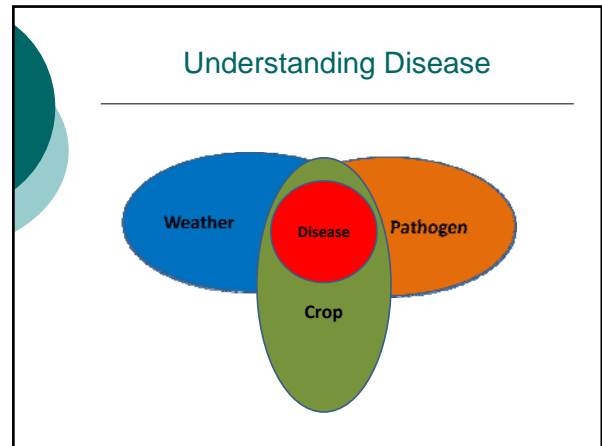 Understanding Disease
Weather
Disease
Pathogen
Crop